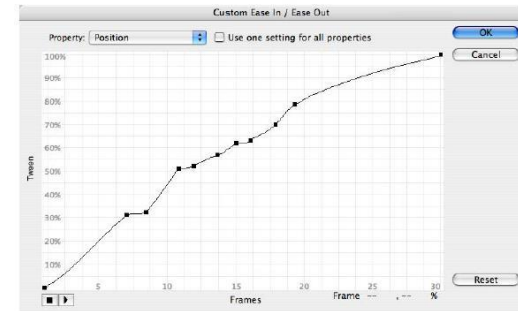 Custom Ease In / Ease Out
Property: Position
Use one setting for all properties
OK
Cancel
100%
90%
80%
70%
60%
50%
40%
30%
20%
10%
Tween
5 10 15 20 25 30
Frames
Frame -- , -- %
Reset